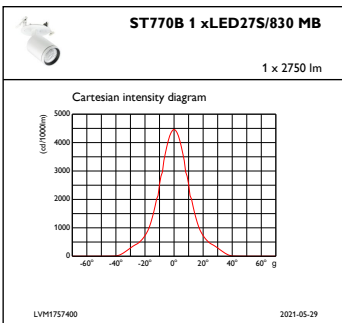 ST770B 1 xLED27S/830 MB
1 x 2750 lm
Cartesian intensity diagram
(cd/1000lm)
5000
4000
3000
2000
1000
0
-60° -40° -20° 0° 20° 40° 60° g
LVM1757400 2021-05-29